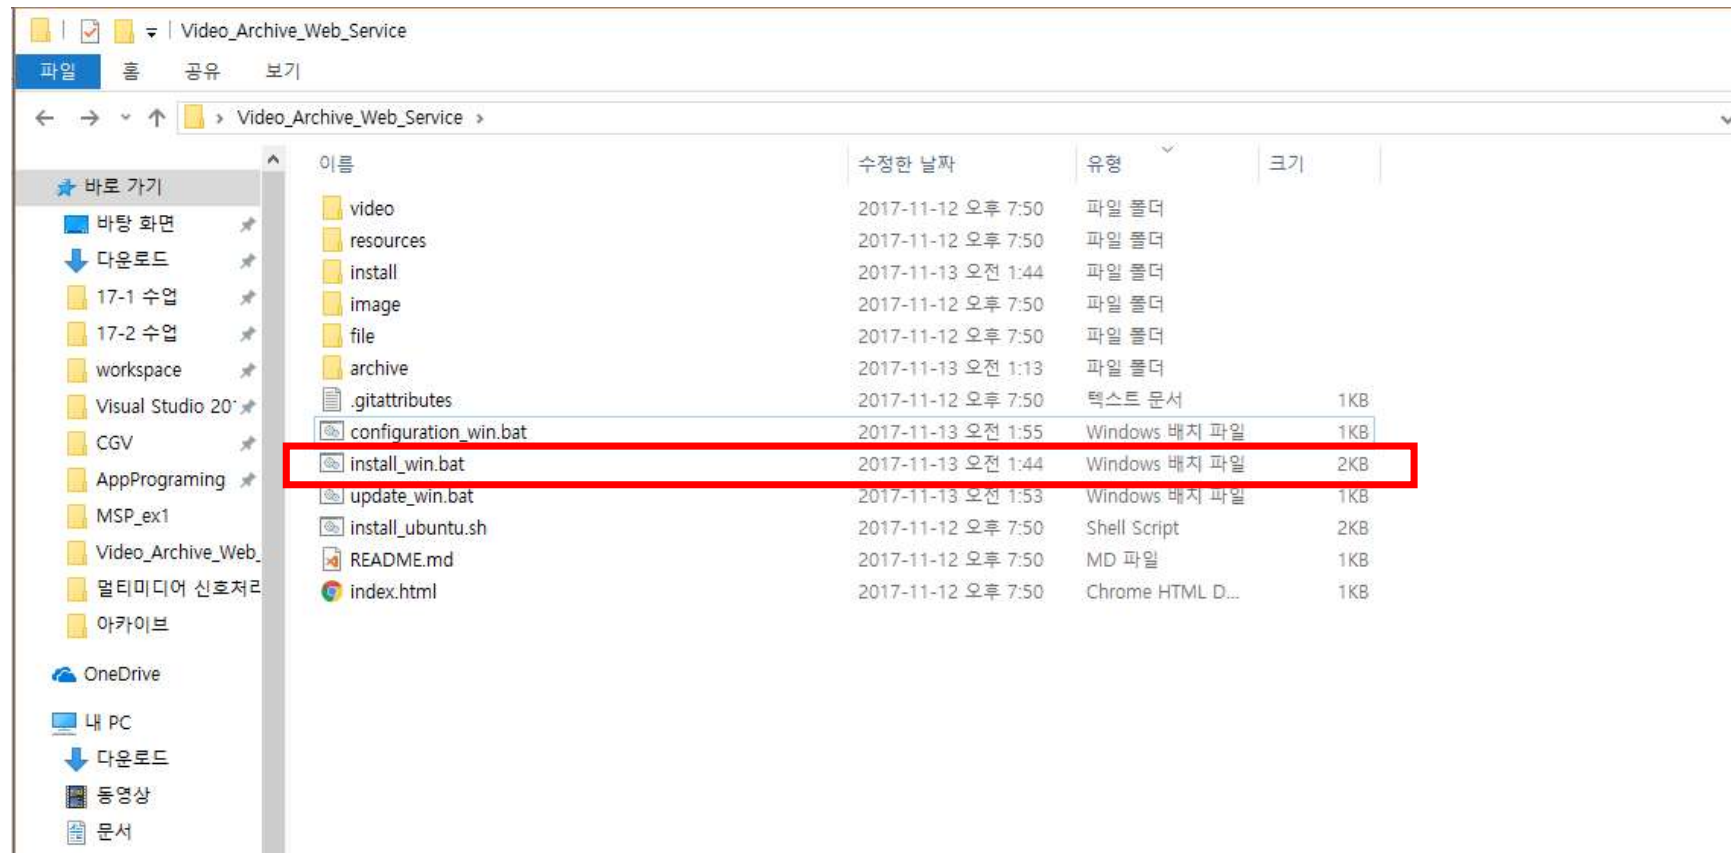 Video_Archive_Web_Service
파일 홈 공유 보기
Video_Archive_Web_Service
이름 수정한 날짜 유형 크기
바로 가기
바탕 화면
다운로드
17-1 수업
17-2 수업
workspace
Visual Studio 20
CGV
AppPrograming
MSP_ex1
Video_Archive_Web_
멀티미디어 신호처리
아카이브
OneDrive
내 PC
다운로드
동영상
문서
video 2017-11-12 오후 7:50 파일 폴더
resources 2017-11-12 오후 7:50 파일 폴더
install 2017-11-13 오전 1:44 파일 폴더
image 2017-11-12 오후 7:50 파일 폴더
file 2017-11-12 오후 7:50 파일 폴더
archive 2017-11-13 오전 1:13 파일 폴더
.gitattributes 2017-11-12 오후 7:50 텍스트 문서 1KB
configuration_win.bat 2017-11-13 오전 1:55 Windows 배치 파일 1KB
install_win.bat 2017-11-13 오전 1:44 Windows 배치 파일 2KB
update_win.bat 2017-11-13 오전 1:53 Windows 배치 파일 1KB
install_ubuntu.sh 2017-11-12 오후 7:50 Shell Script 2KB
README.md 2017-11-12 오후 7:50 MD 파일 1KB
index.html 2017-11-12 오후 7:50 Chrome HTML D... 1KB